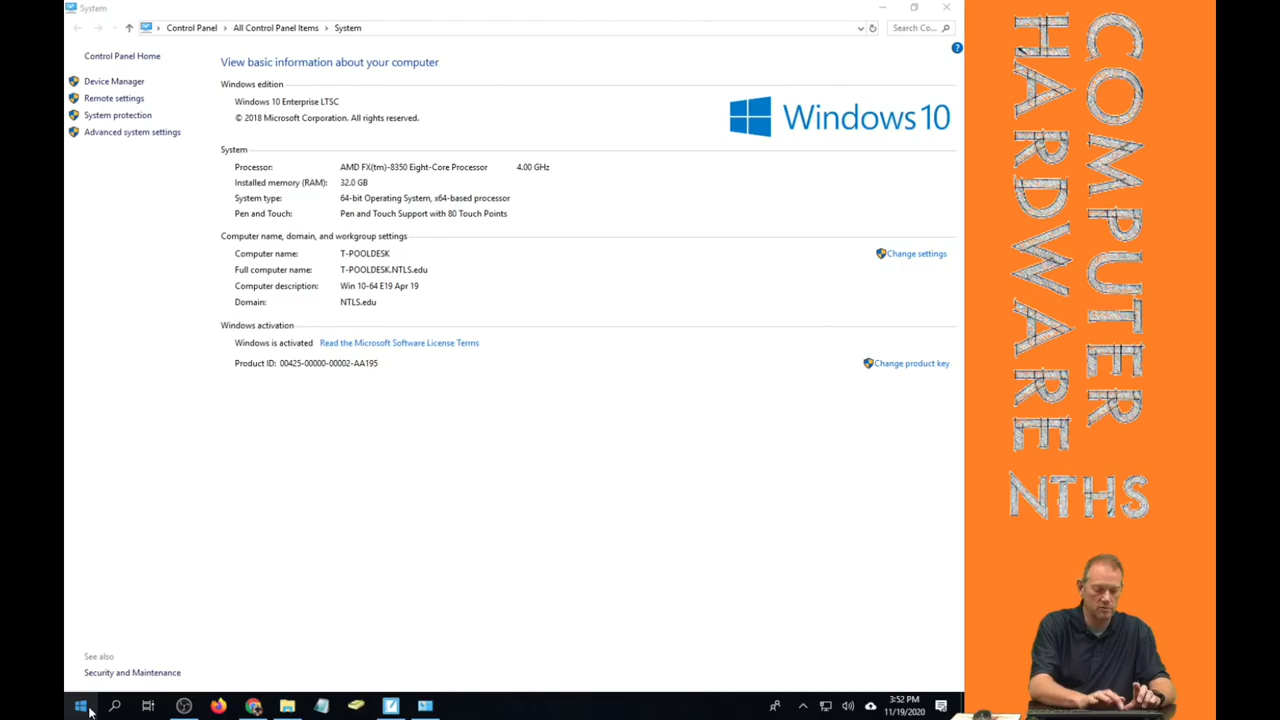 System
Control Panel > All Control Panel Items > System
Search Co...
Control Panel Home
Device Manager
Remote settings
System protection
Advanced system settings
View basic information about your computer
Windows edition
Windows 10 Enterprise LTSC
© 2018 Microsoft Corporation. All rights reserved.
Windows 10
System
Processor: AMD FX(tm)-8350 Eight-Core Processor 4.00 GHz
Installed memory (RAM): 32.0 GB
System type: 64-bit Operating System, x64-based processor
Pen and Touch: Pen and Touch Support with 80 Touch Points
Computer name, domain, and workgroup settings
Computer name: T-POOLDESK
Change settings
Full computer name: T-POOLDESK.NTLS.edu
Computer description: Win 10-64 E19 Apr 19
Domain: NTLS.edu
Windows activation
Windows is activated Read the Microsoft Software License Terms
Product ID: 00425-00000-00002-AA195
Change product key
See also
Security and Maintenance
3:52 PM
11/19/2020
COMPUTER
HARDWARE
NTHS